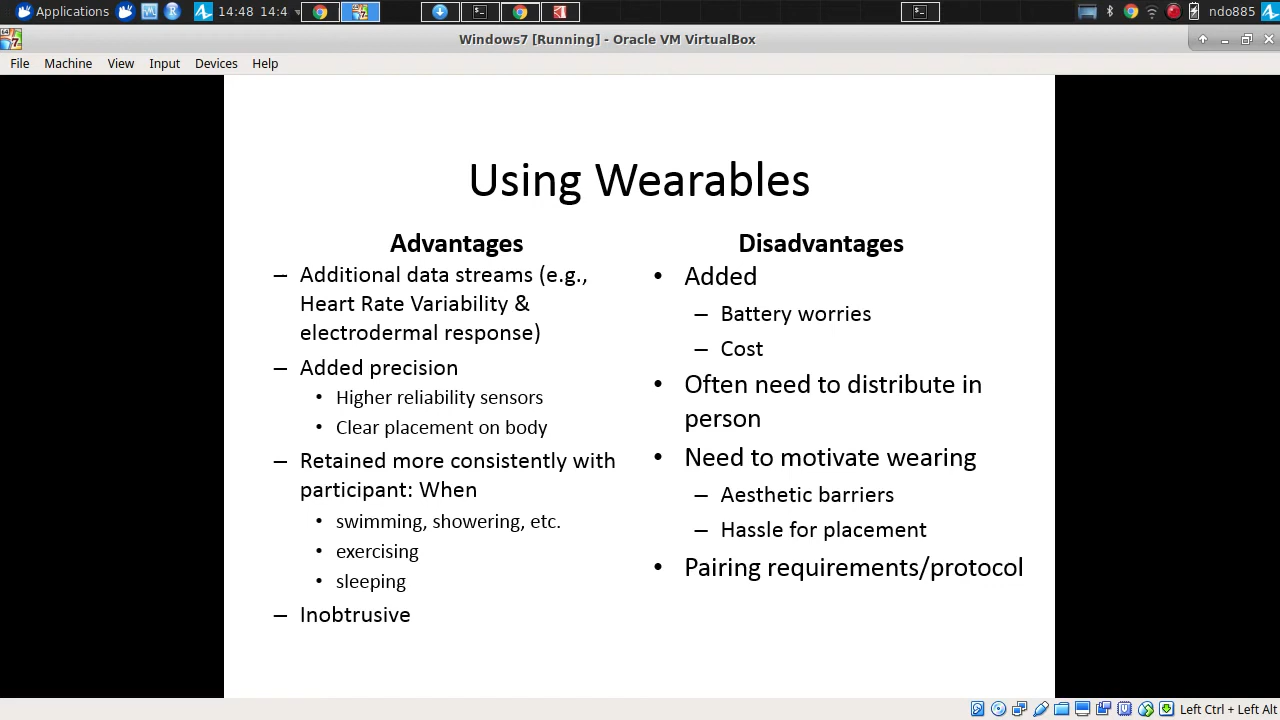 Applications 14:48 14:4 ndo885
Windows7 [Running] - Oracle VM VirtualBox
File Machine View Input Devices Help
Using Wearables
Advantages
– Additional data streams (e.g.,
Heart Rate Variability &
electrodermal response)
– Added precision
• Higher reliability sensors
• Clear placement on body
– Retained more consistently with
participant: When
• swimming, showering, etc.
• exercising
• sleeping
– Inobtrusive
Disadvantages
• Added
– Battery worries
– Cost
• Often need to distribute in
person
• Need to motivate wearing
– Aesthetic barriers
– Hassle for placement
• Pairing requirements/protocol
Left Ctrl + Left Alt